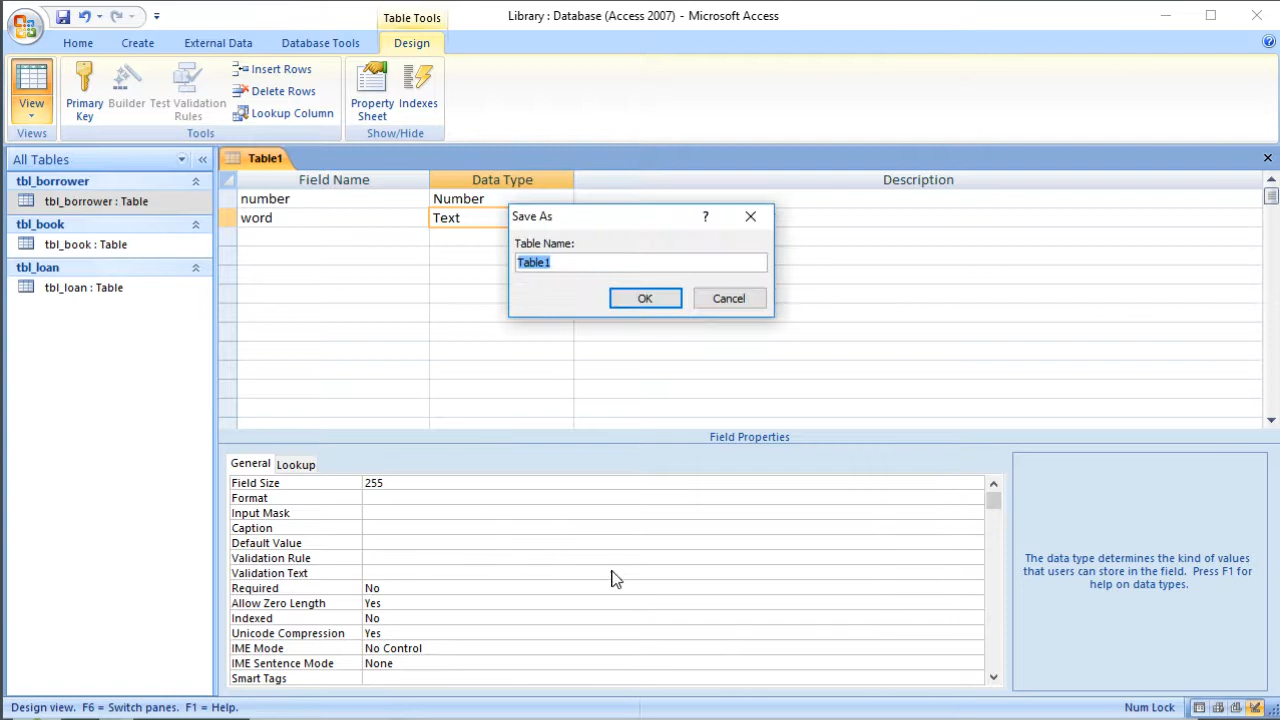 Table Tools
Library : Database (Access 2007) - Microsoft Access
Home
Create
External Data
Database Tools
Design
View
Primary Key
Builder
Test Validation Rules
Insert Rows
Delete Rows
Lookup Column
Property Sheet
Indexes
Views
Tools
Show/Hide
All Tables
tbl_borrower
tbl_borrower : Table
tbl_book
tbl_book : Table
tbl_loan
tbl_loan : Table
Table1
Field Name
Data Type
Description
number
Number
word
Text
Save As
?
Table Name:
Table1
OK
Cancel
Field Properties
General
Lookup
Field Size 255
Format
Input Mask
Caption
Default Value
Validation Rule
Validation Text
Required No
Allow Zero Length Yes
Indexed No
Unicode Compression Yes
IME Mode No Control
IME Sentence Mode None
Smart Tags
The data type determines the kind of values
that users can store in the field. Press F1 for
help on data types.
Design view. F6 = Switch panes. F1 = Help.
Num Lock